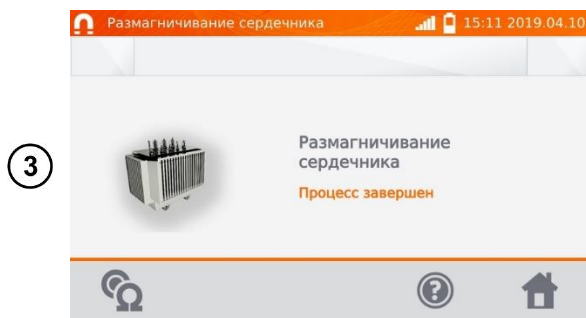 Размагничивание сердечника 15:11 2019.04.10
3
Размагничивание
сердечника
Процесс завершен